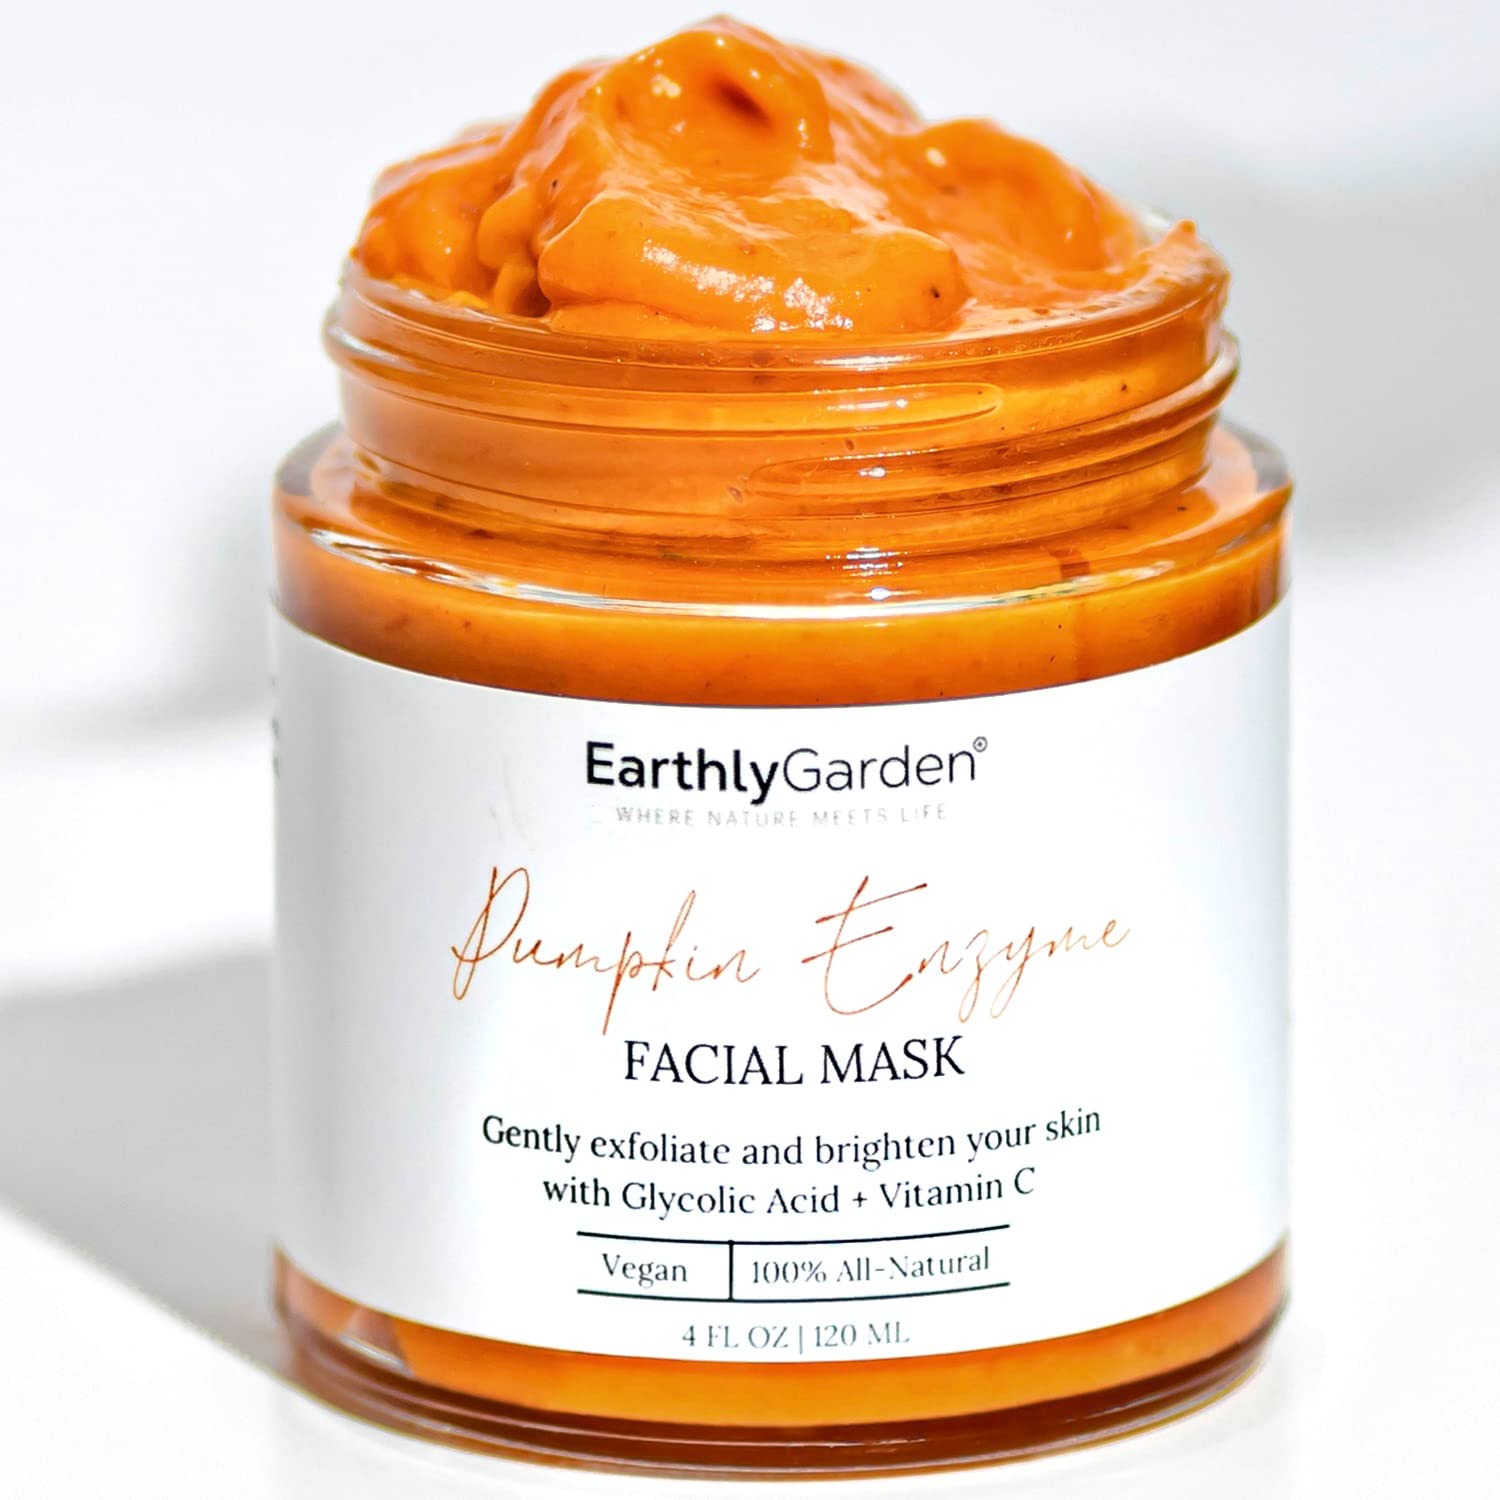 EarthlyGarden®
WHERE NATURE MEETS LIFE
Pumpkin Enzyme
FACIAL MASK
Gently exfoliate and brighten your skin
with Glycolic Acid + Vitamin C
Vegan | 100% All-Natural
4 FL OZ | 120 ML